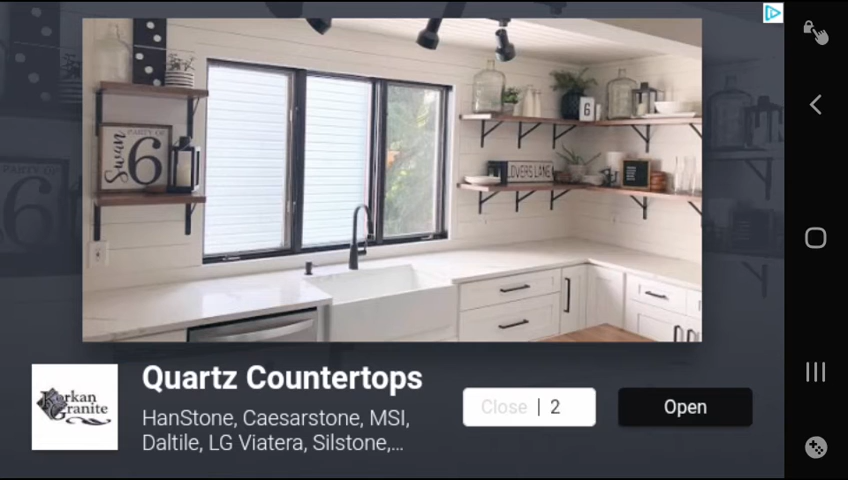 PARTY OF
Swan
6
6
LOVERS LANE
Quartz Countertops
HanStone, Caesarstone, MSI,
Daltile, LG Viatera, Silstone,...
Korkan
Granite
Close | 2
Open